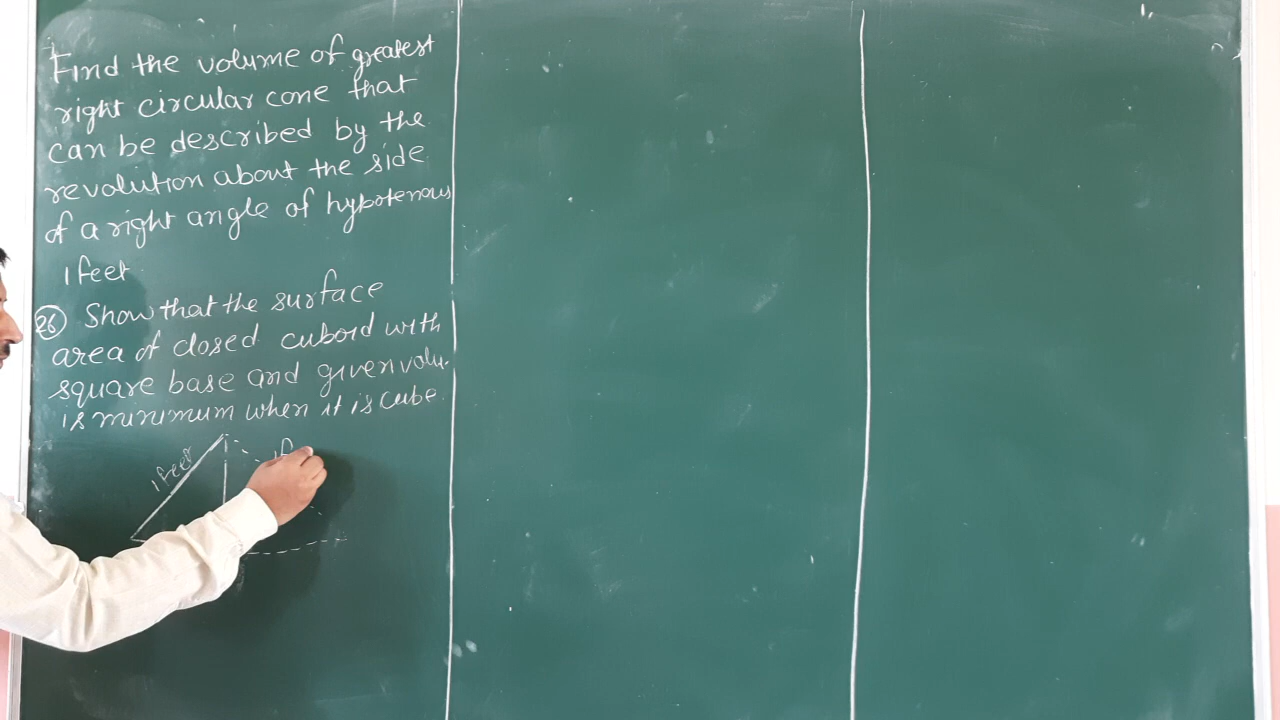 Find the volume of greatest
right circular cone that
can be described by the
revolution about the side
of a right angle of hypotenous
1 feet
26 Show that the surface
area of closed cuboid with
square base and given volu.
is minimum when it is cube.
1 feet
1f